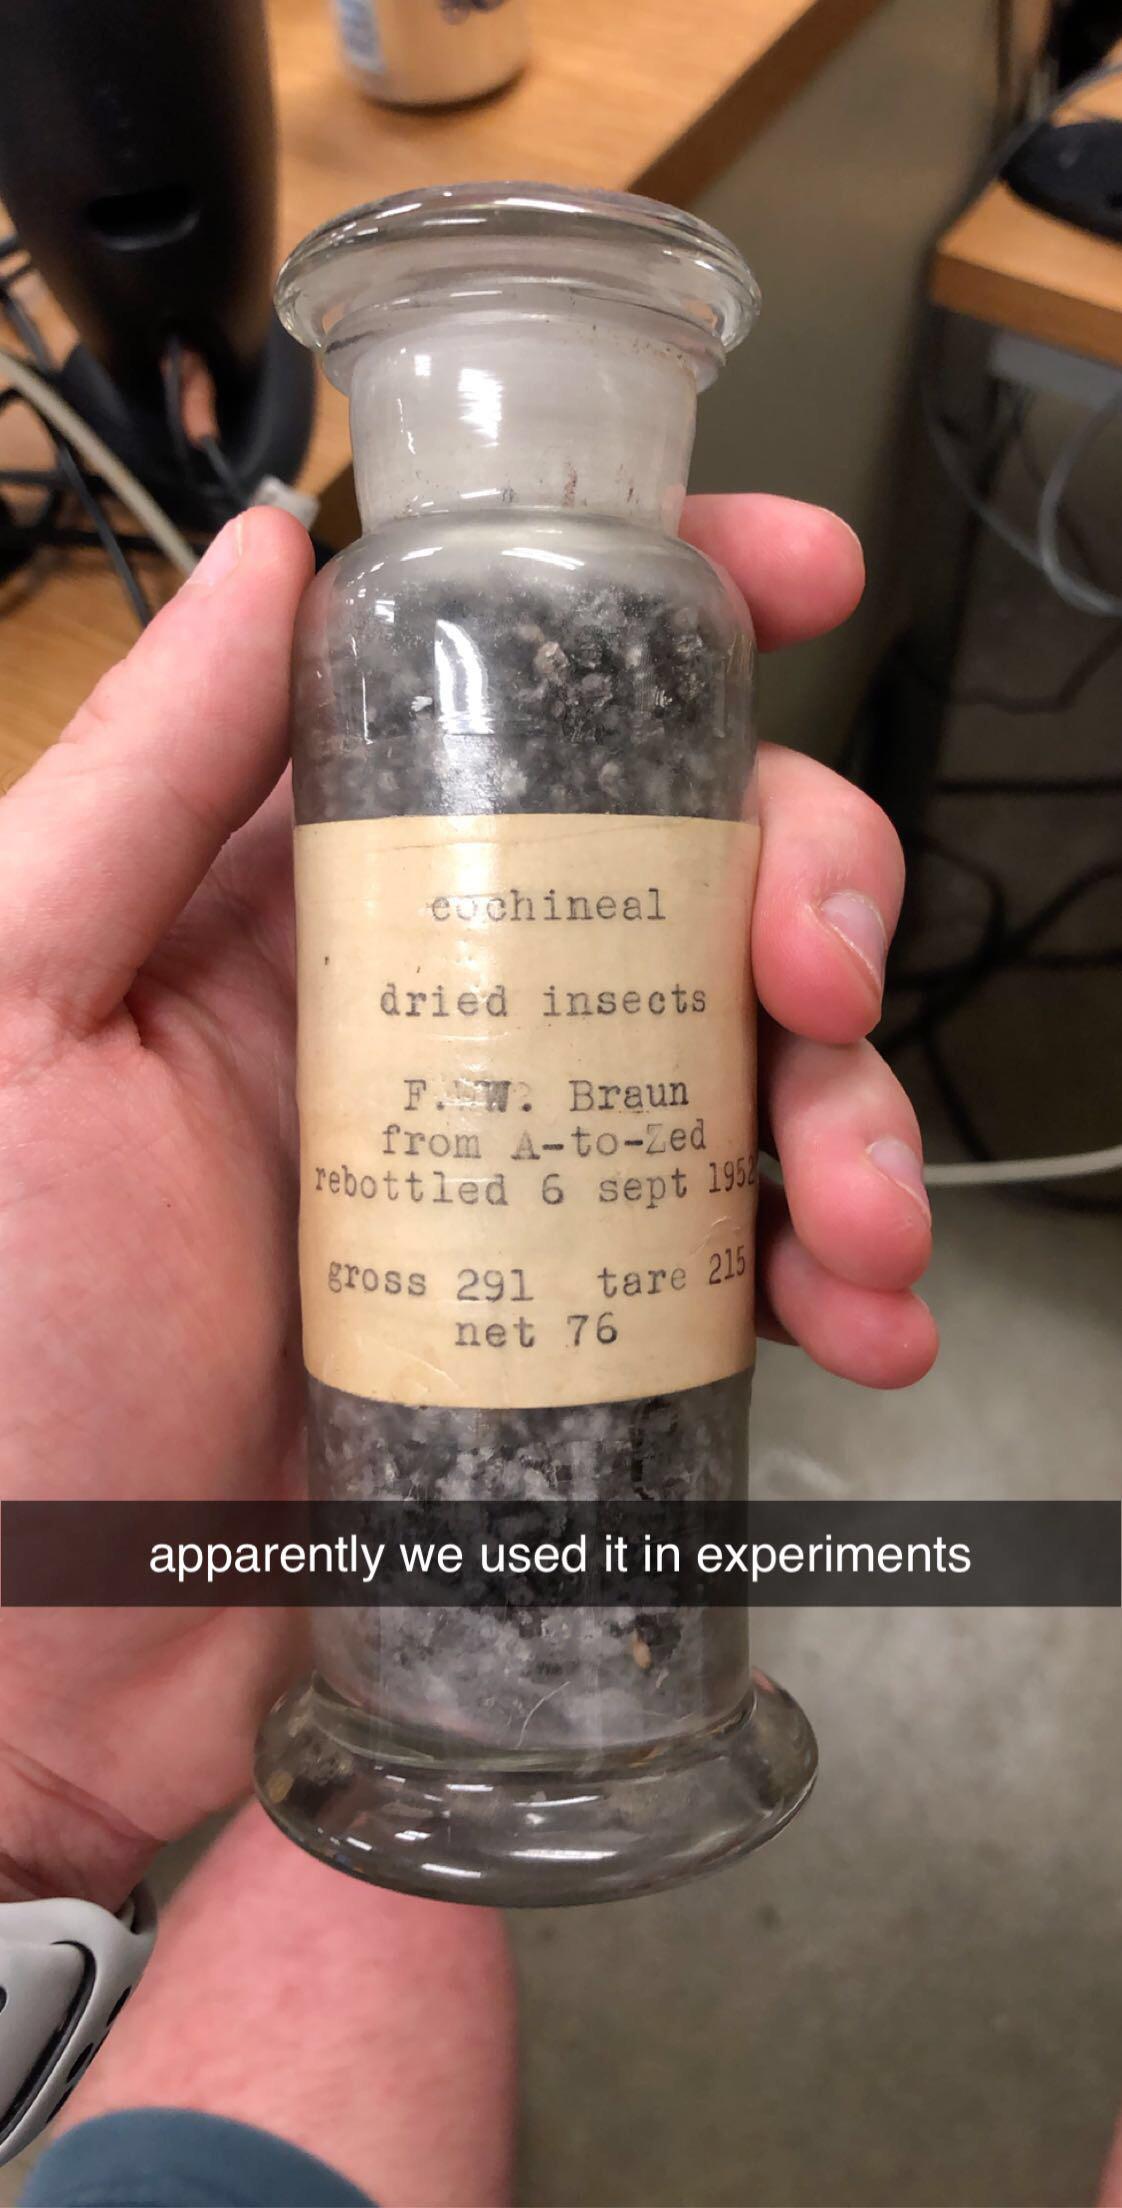 cochineal
dried insects
F. W. Braun
from A-to-Zed
rebottled 6 sept 1952
gross 291 tare 215
net 76
apparently we used it in experiments